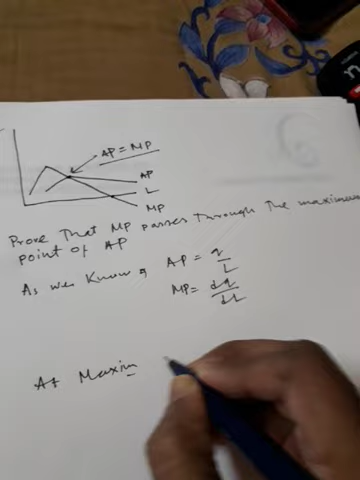 AP = MP
AP
L
MP
Prove That MP passes through The maximum
point of AP
As we know, AP = q/L
MP = dq/dL
At Maxim